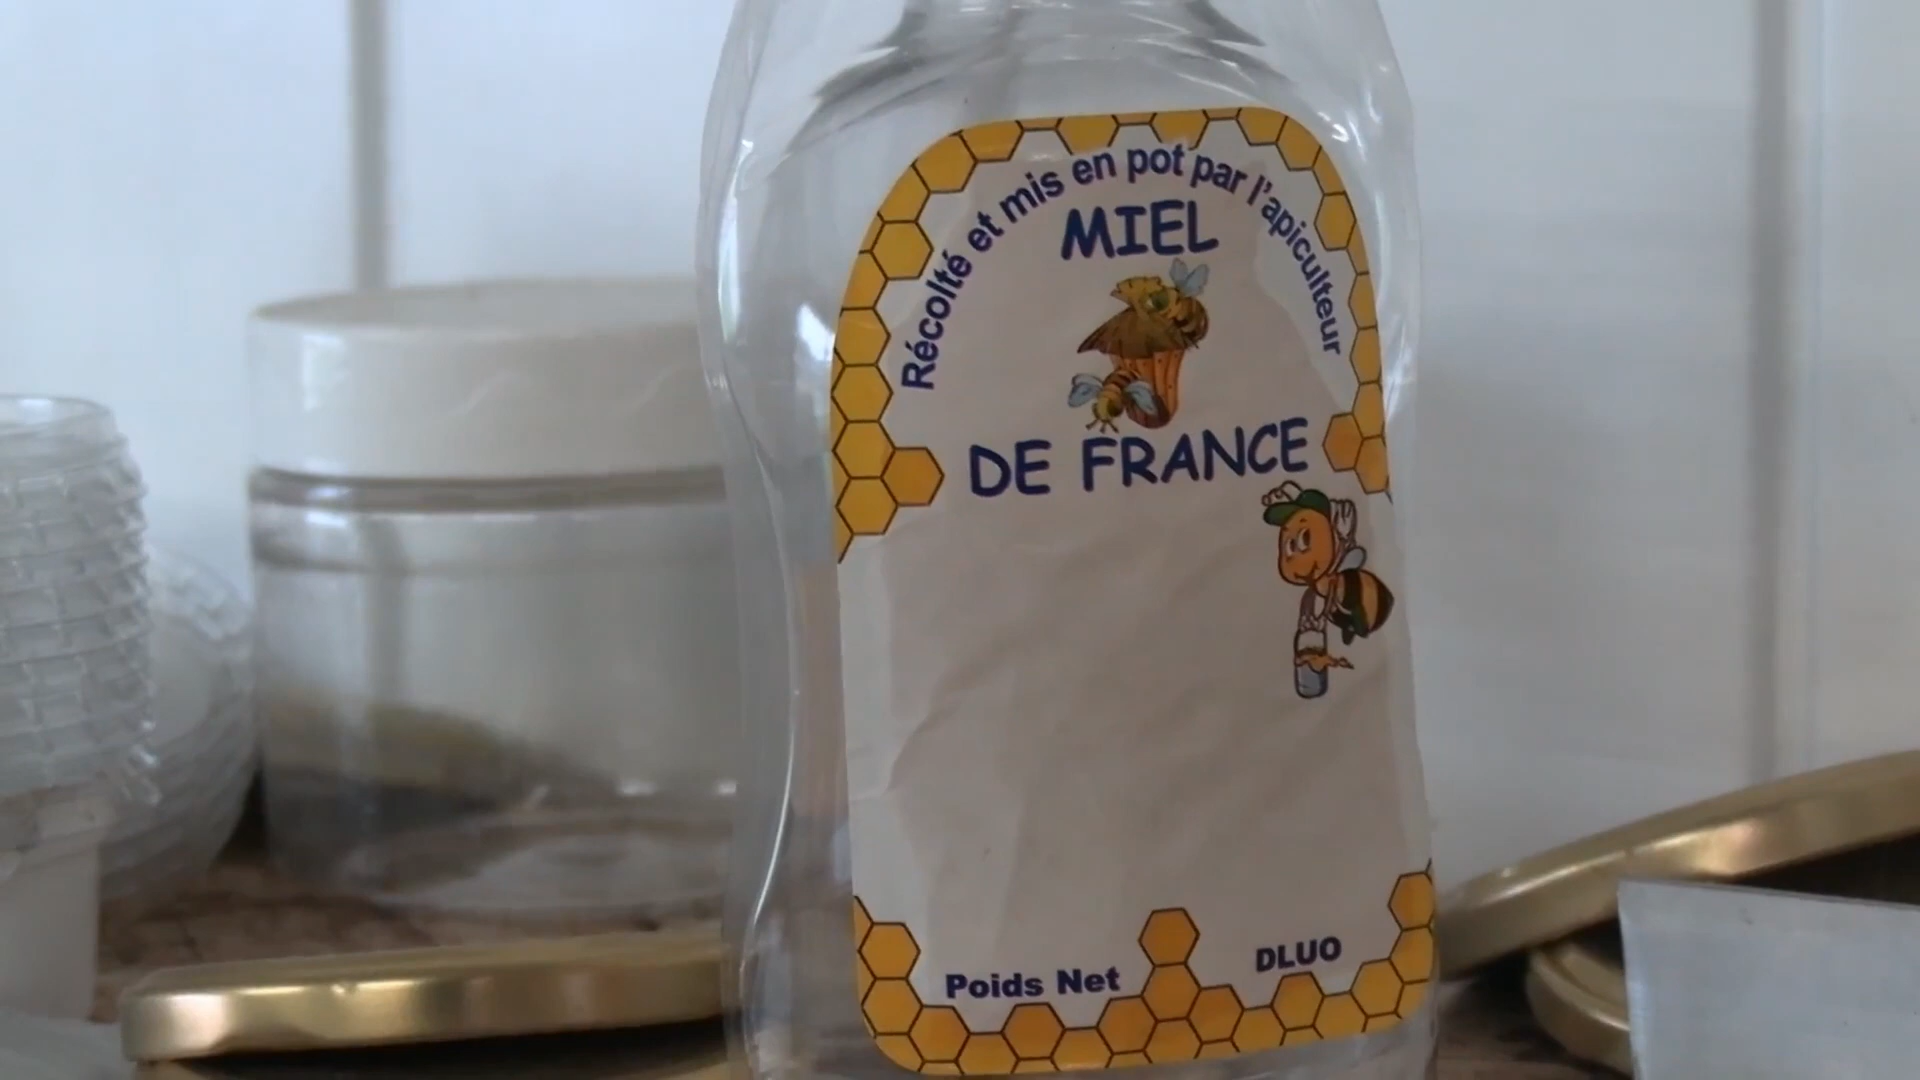 Récolté et mis en pot par l'apiculteur
MIEL
DE FRANCE
Poids Net
DLUO